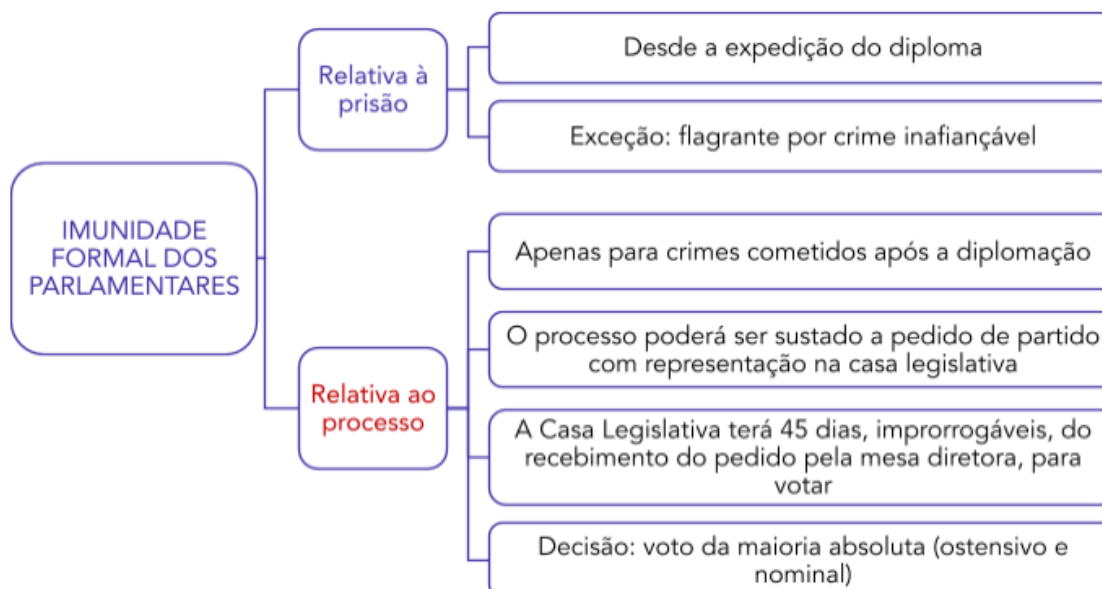 IMUNIDADE
FORMAL DOS
PARLAMENTARES
Relativa à
prisão
Desde a expedição do diploma
Exceção: flagrante por crime inafiançável
Relativa ao
processo
Apenas para crimes cometidos após a diplomação
O processo poderá ser sustado a pedido de partido
com representação na casa legislativa
A Casa Legislativa terá 45 dias, improrrogáveis, do
recebimento do pedido pela mesa diretora, para
votar
Decisão: voto da maioria absoluta (ostensivo e
nominal)